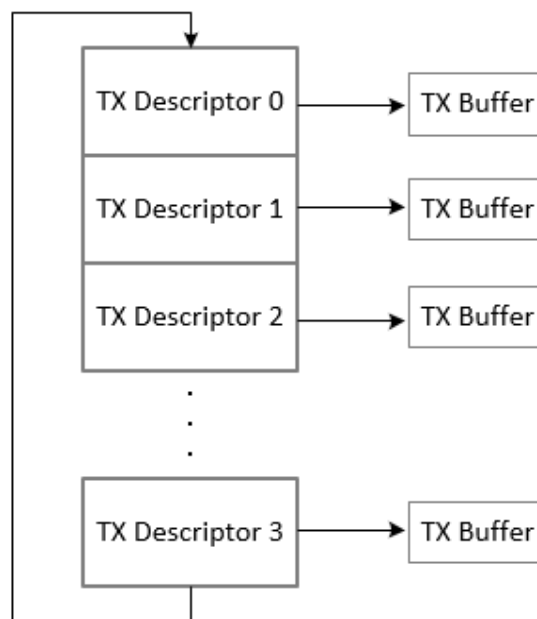 TX Descriptor 0
TX Buffer
TX Descriptor 1
TX Buffer
TX Descriptor 2
TX Buffer
TX Descriptor 3
TX Buffer